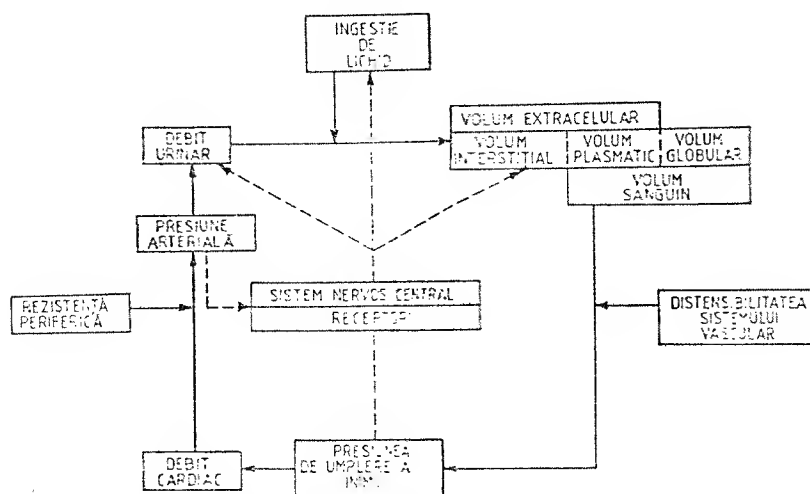 INGESTIE
DE
LICHID
VOLUM EXTRACELULAR
DEBIT
URINAR
VOLUM
INTERSTIȚIAL
VOLUM
PLASMATIC
VOLUM
GLOBULAR
VOLUM
SANGUIN
PRESIUNE
ARTERIALĂ
SISTEM NERVOS CENTRAL
RECEPTORI
REZISTENȚĂ
PERIFERICĂ
DISTENSIBILITATEA
SISTEMULUI
VASCULAR
DEBIT
CARDIAC
PRESIUNEA
DE UMPLERE A
INIMII